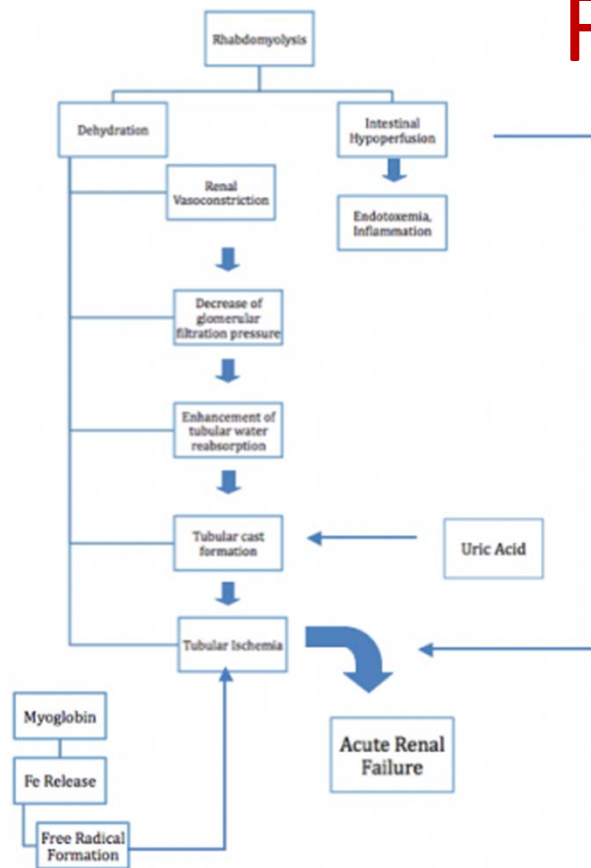 Rhabdomyolysis
Dehydration
Intestinal
Hypoperfusion
Renal
Vasoconstriction
Endotoxemia,
Inflammation
Decrease of
glomerular
filtration pressure
Enhancement of
tubular water
reabsorption
Tubular cast
formation
Uric Acid
Tubular Ischemia
Myoglobin
Acute Renal
Failure
Fe Release
Free Radical
Formation